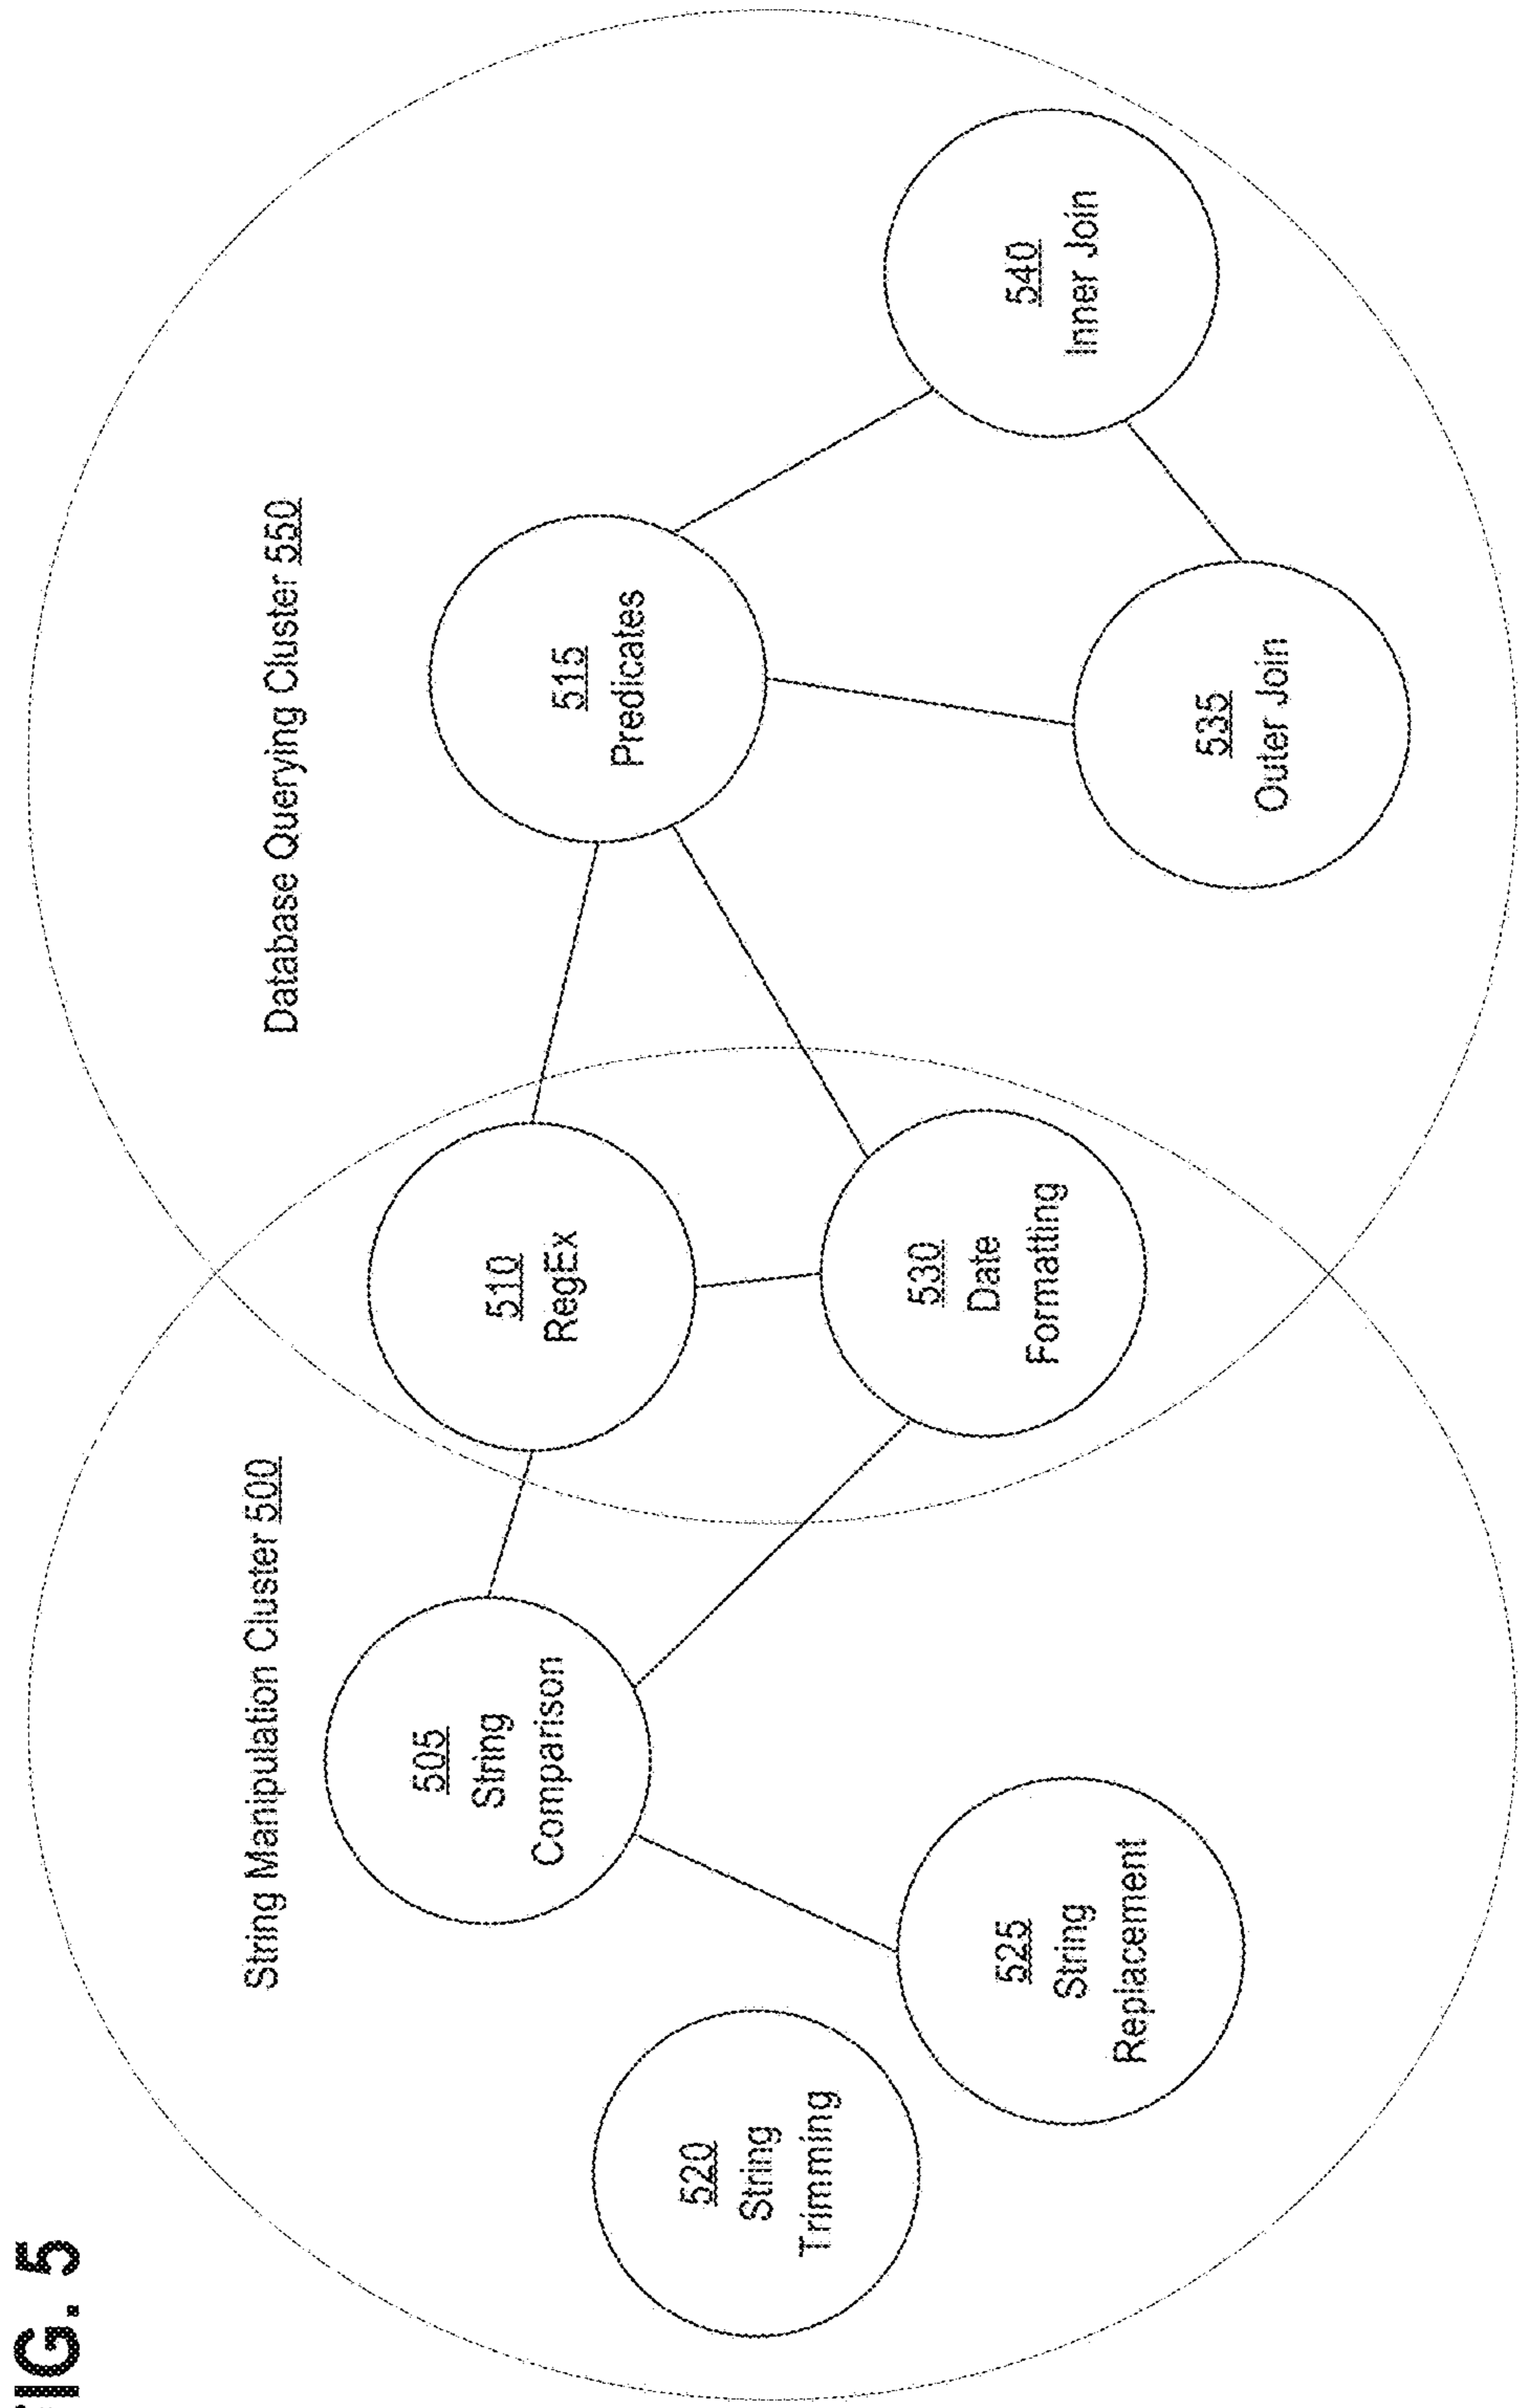 FIG. 5
String Manipulation Cluster 500
Database Querying Cluster 550
505
String
Comparison
510
RegEx
515
Predicates
520
String
Trimming
525
String
Replacement
530
Date
Formatting
535
Outer Join
540
Inner Join